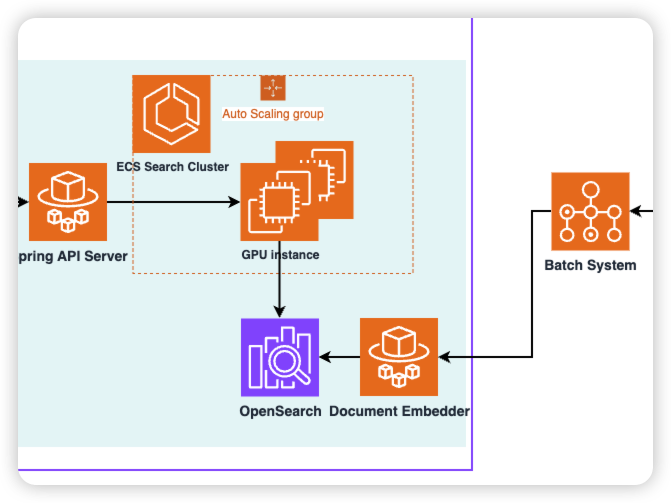 Auto Scaling group
ECS Search Cluster
pring API Server
GPU instance
Batch System
OpenSearch
Document Embedder